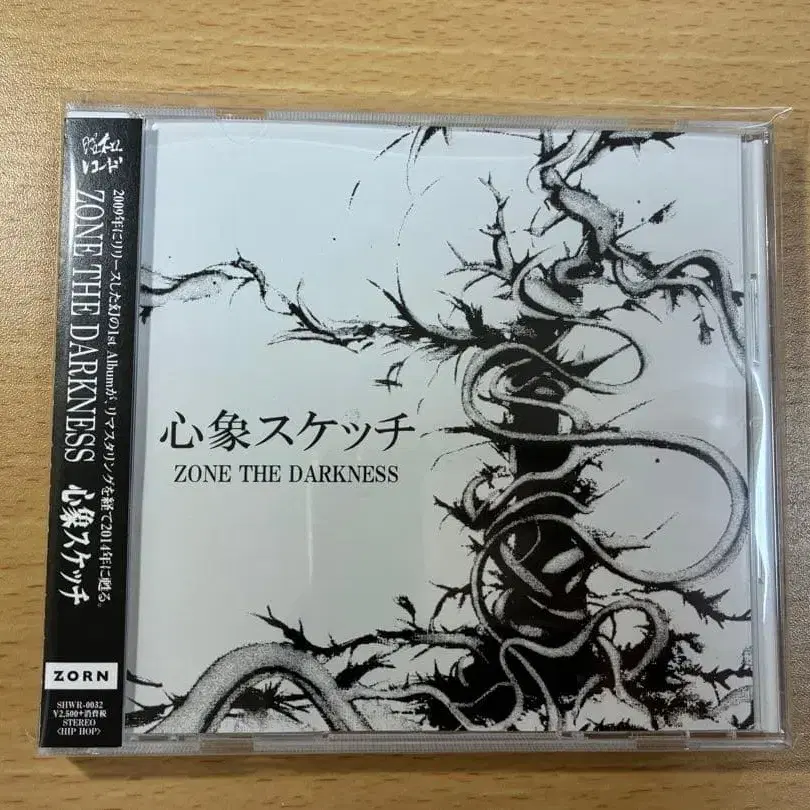 昭和レコード
ZONE THE DARKNESS 心象スケッチ
2009年にリリースした幻の1st Albumが、リマスタリングを経て2014年に甦る。
ZORN
SHWR-0032
¥2,500+消費税
STEREO
〈HIP HOP〉
心象スケッチ
ZONE THE DARKNESS